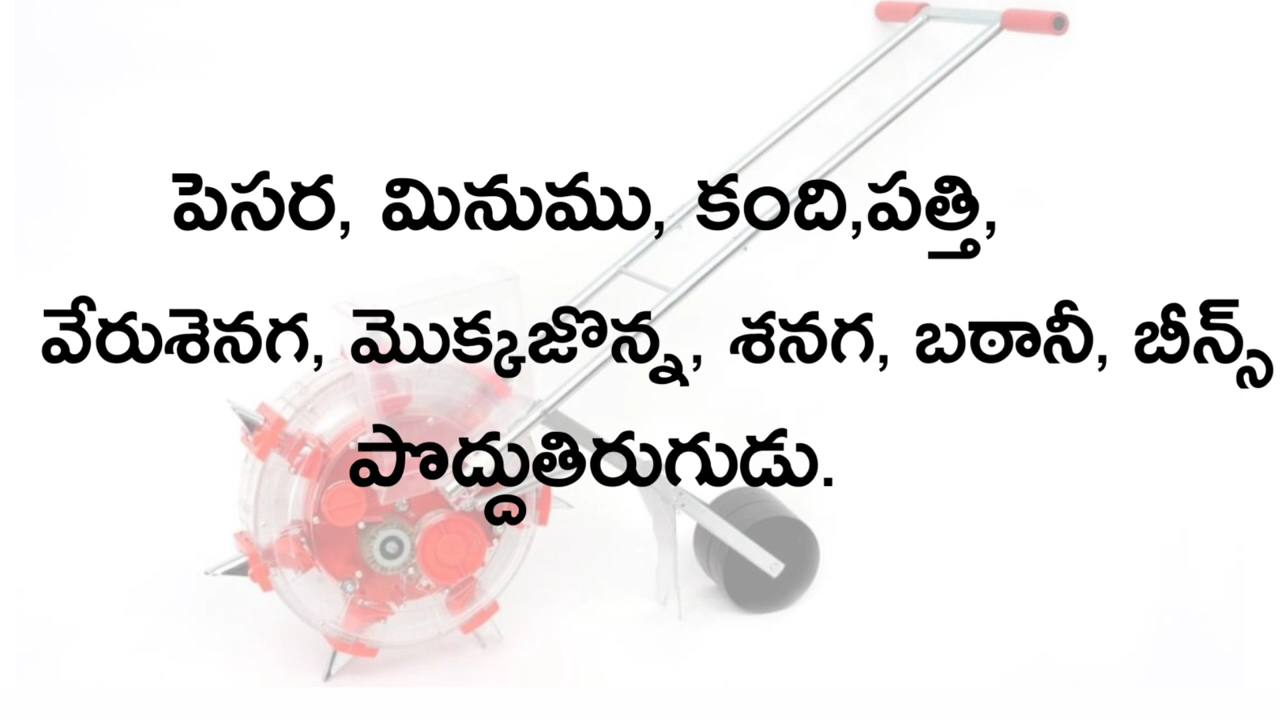 పెసర, మినుము, కంది,పత్తి,
వేరుశెనగ, మొక్కజొన్న, శనగ, బఠానీ, బీన్స్
పొద్దుతిరుగుడు.